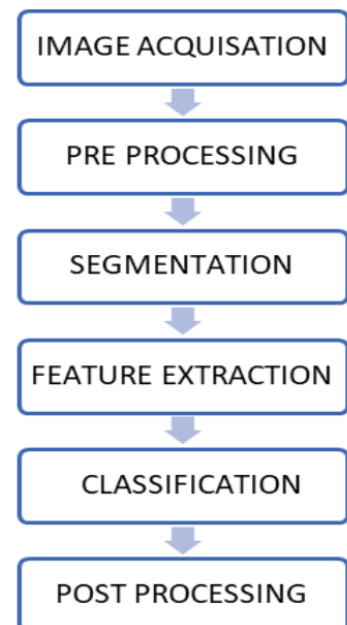 IMAGE ACQUISATION
PRE PROCESSING
SEGMENTATION
FEATURE EXTRACTION
CLASSIFICATION
POST PROCESSING